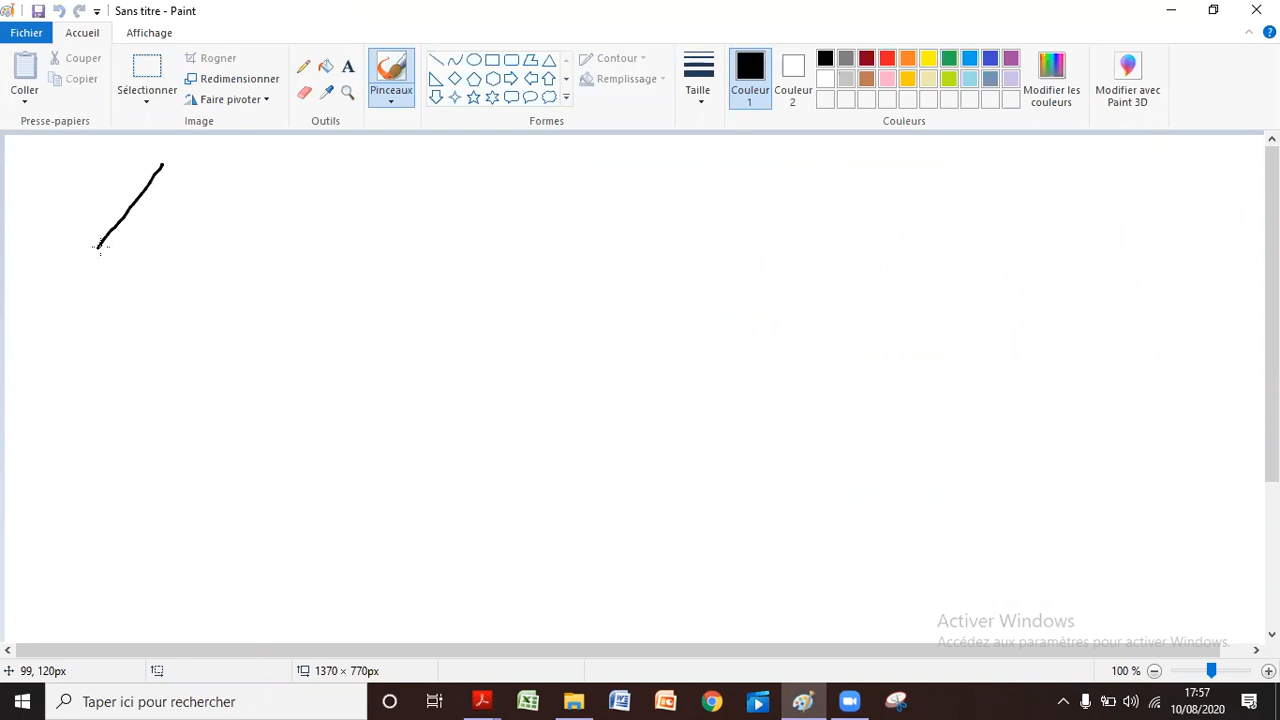 Sans titre - Paint
Fichier Accueil Affichage
Coller
Couper
Copier
Presse-papiers
Sélectionner
Rogner
Redimensionner
Faire pivoter
Image
A
Outils
Pinceaux
Contour
Remplissage
Formes
Taille
Couleur
1
Couleur
2
Modifier les
couleurs
Couleurs
Modifier avec
Paint 3D
Activer Windows
Accédez aux paramètres pour activer Windows.
99, 120px
1370 × 770px
100 %
Taper ici pour rechercher
17:57
10/08/2020